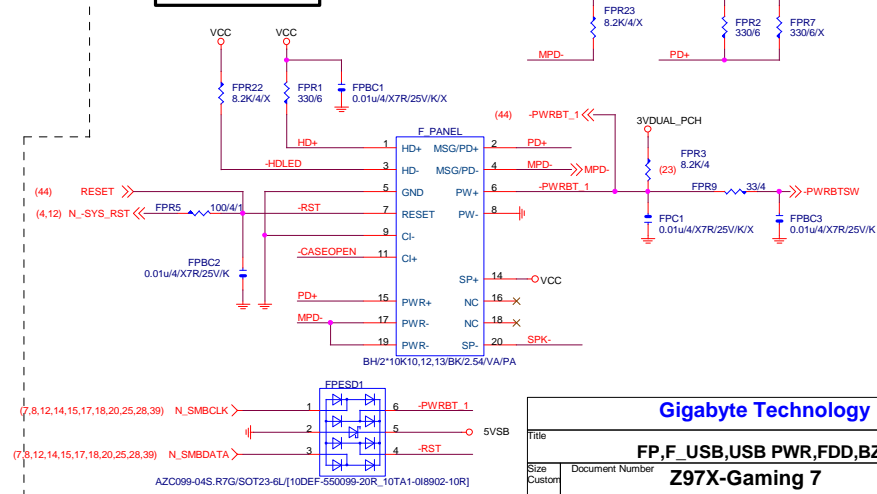 FPR23
8.2K/4/X
FPR2
330/6
FPR7
330/6/X
MPD-
PD+
VCC
VCC
FPR22
8.2K/4/X
FPR1
330/6
FPBC1
0.01u/4/X7R/25V/K/X
(44) -PWRBT_1
3VDUAL_PCH
FPR3
8.2K/4
(23)
F_PANEL
HD+ 1 HD+ MSG/PD+ 2 PD+
-HDLED 3 HD- MSG/PD- 4 MPD- MPD-
5 GND PW+ 6 -PWRBT_1 FPR9 33/4 -PWRBTSW
(44) RESET
(4,12) N_-SYS_RST FPR5 100/4/1 -RST 7 RESET PW- 8
FPC1
0.01u/4/X7R/25V/K/X
FPBC3
0.01u/4/X7R/25V/K
9 CI-
-CASEOPEN 11 CI+
FPBC2
0.01u/4/X7R/25V/K
SP+ 14 VCC
PD+ 15 PWR+ NC 16
MPD- 17 PWR- NC 18
19 PWR- SP- 20 SPK-
BH/2*10K10,12,13/BK/2.54/VA/PA
FPESD1
(7,8,12,14,15,17,18,20,25,28,39) N_SMBCLK 1 6 -PWRBT_1
2 5 5VSB
(7,8,12,14,15,17,18,20,25,28,39) N_SMBDATA 3 4 -RST
AZC099-04S.R7G/SOT23-6L/[10DEF-550099-20R_10TA1-0I8902-10R]
Gigabyte Technology
Title
FP,F_USB,USB PWR,FDD,BZ
Size
Custom
Document Number
Z97X-Gaming 7